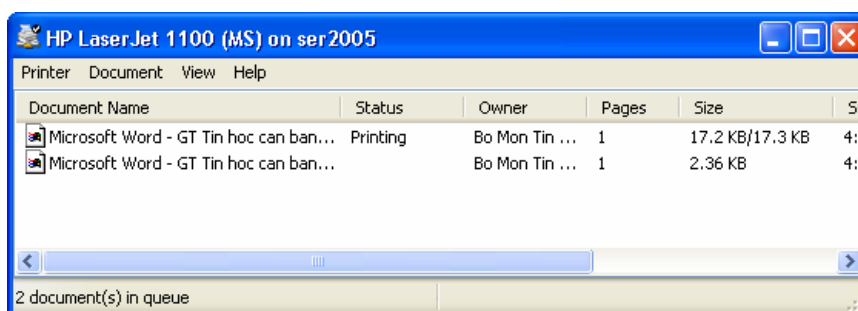 HP LaserJet 1100 (MS) on ser2005
Printer Document View Help
Document Name Status Owner Pages Size S
Microsoft Word - GT Tin hoc can ban... Printing Bo Mon Tin ... 1 17.2 KB/17.3 KB 4:
Microsoft Word - GT Tin hoc can ban... Bo Mon Tin ... 1 2.36 KB 4:
2 document(s) in queue